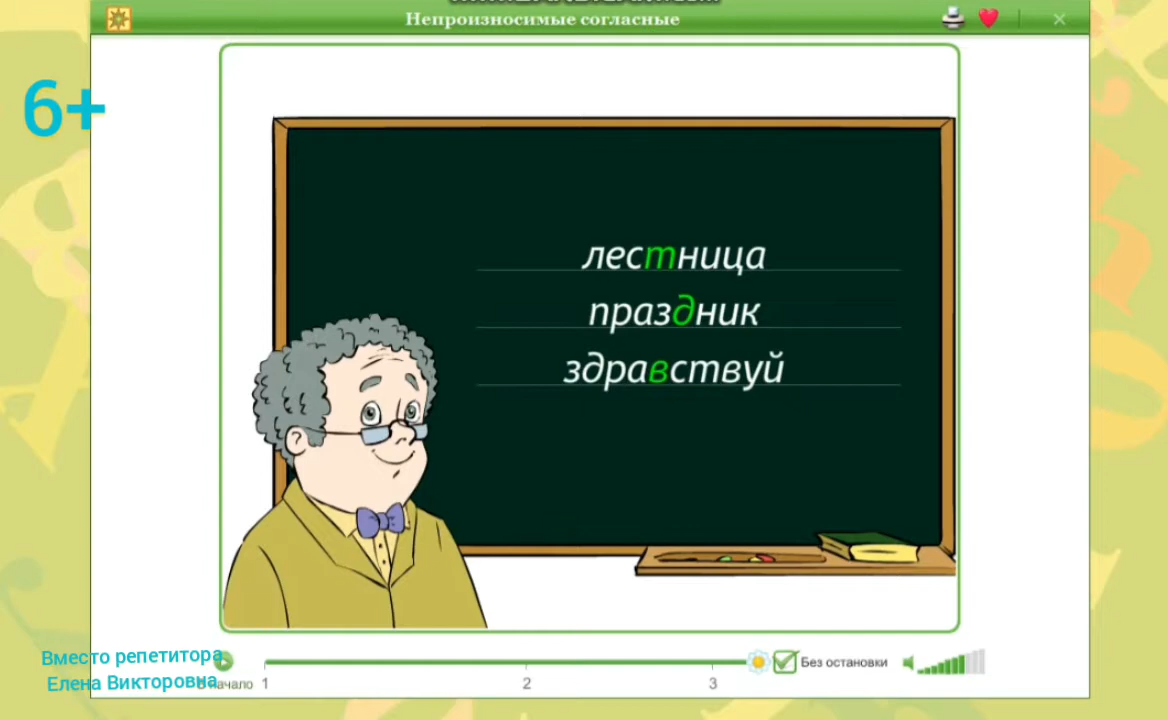 Непроизносимые согласные
6+
лестница
праздник
здравствуй
Без остановки
Вместо репетитора
Елена Викторовна
начало 1 2 3